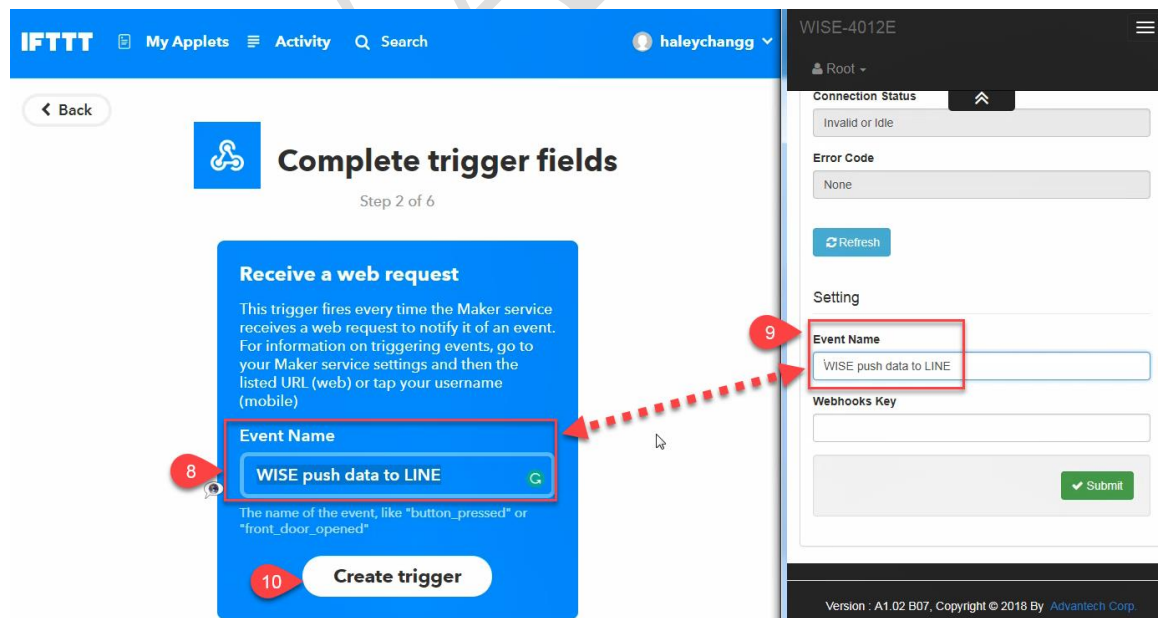 IFTTT My Applets Activity Search haleychangg
Back
Complete trigger fields
Step 2 of 6
Receive a web request
This trigger fires every time the Maker service
receives a web request to notify it of an event.
For information on triggering events, go to
your Maker service settings and then the
listed URL (web) or tap your username
(mobile)
Event Name
8
WISE push data to LINE
The name of the event, like "button_pressed" or
"front_door_opened"
10
Create trigger
WISE-4012E
Root
Connection Status
Invalid or Idle
Error Code
None
Refresh
Setting
9
Event Name
WISE push data to LINE
Webhooks Key
Submit
Version : A1.02 B07, Copyright © 2018 By Advantech Corp.